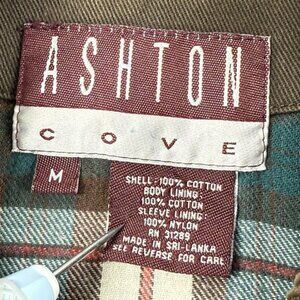 ASHTON
COVE
M
SHELL: 100% COTTON
BODY LINING:
100% COTTON
SLEEVE LINING:
100% NYLON
RN 31289
MADE IN SRI-LANKA
SEE REVERSE FOR CARE